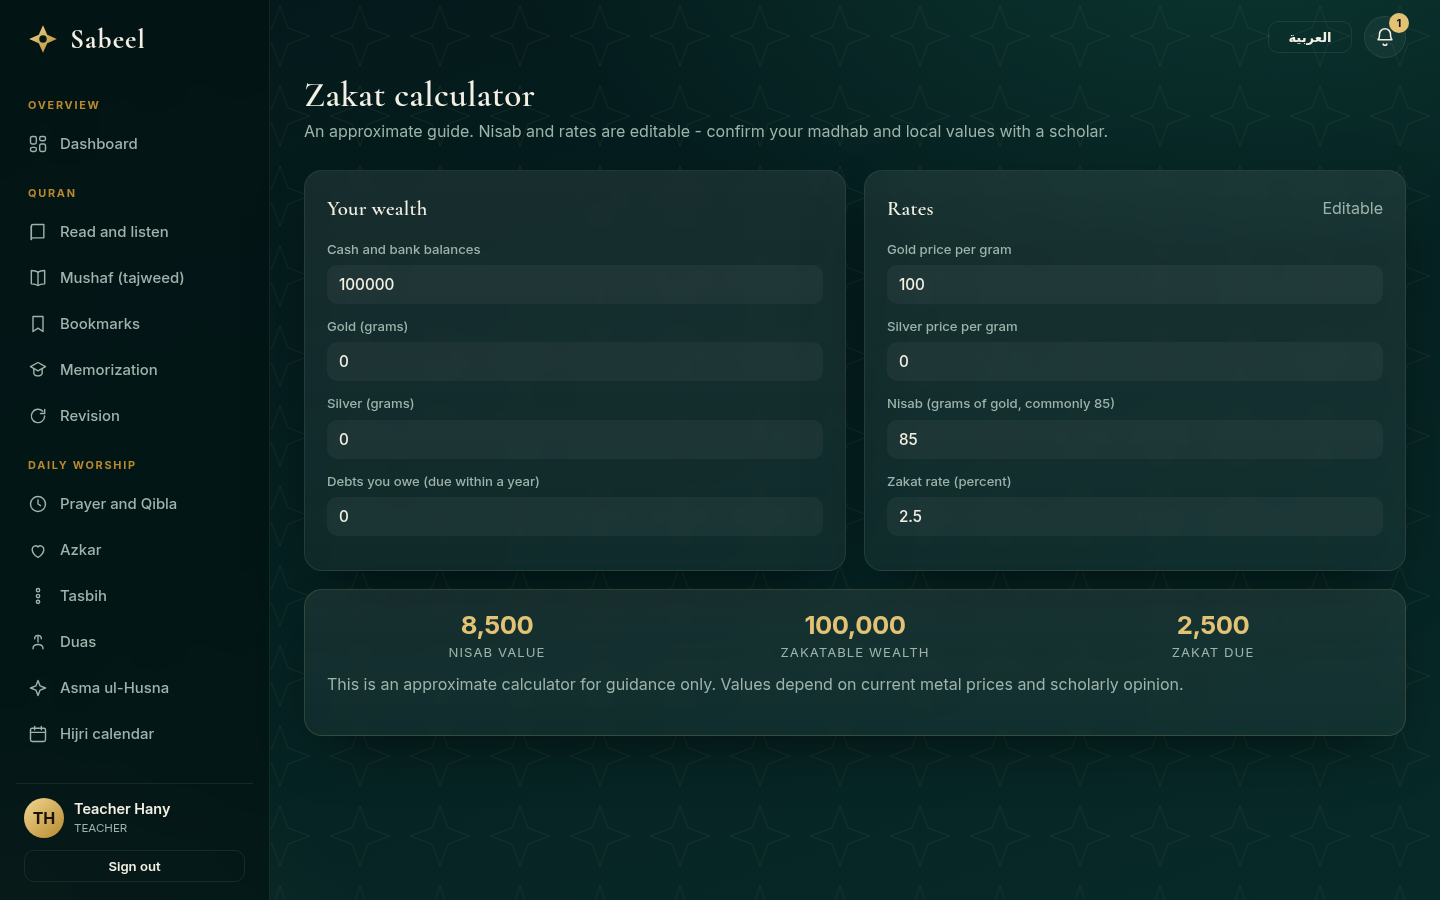 Sabeel
OVERVIEW
Dashboard
QURAN
Read and listen
Mushaf (tajweed)
Bookmarks
Memorization
Revision
DAILY WORSHIP
Prayer and Qibla
Azkar
Tasbih
Duas
Asma ul-Husna
Hijri calendar
TH
Teacher Hany
TEACHER
Sign out
العربية
1
Zakat calculator
An approximate guide. Nisab and rates are editable - confirm your madhab and local values with a scholar.
Your wealth
Cash and bank balances
100000
Gold (grams)
0
Silver (grams)
0
Debts you owe (due within a year)
0
Rates
Editable
Gold price per gram
100
Silver price per gram
0
Nisab (grams of gold, commonly 85)
85
Zakat rate (percent)
2.5
8,500
NISAB VALUE
100,000
ZAKATABLE WEALTH
2,500
ZAKAT DUE
This is an approximate calculator for guidance only. Values depend on current metal prices and scholarly opinion.